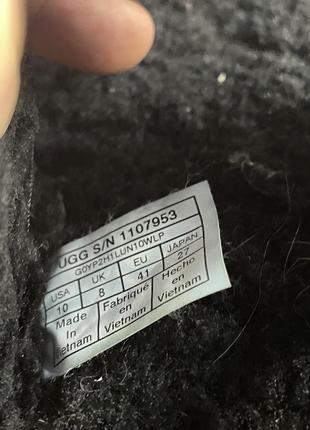 UGG S/N 1107953
GOYP2H1LUN10WLP
USA UK EU JAPAN
10 8 41 27
Made Fabriqué Hecho
In en en
Vietnam Vietnam Vietnam